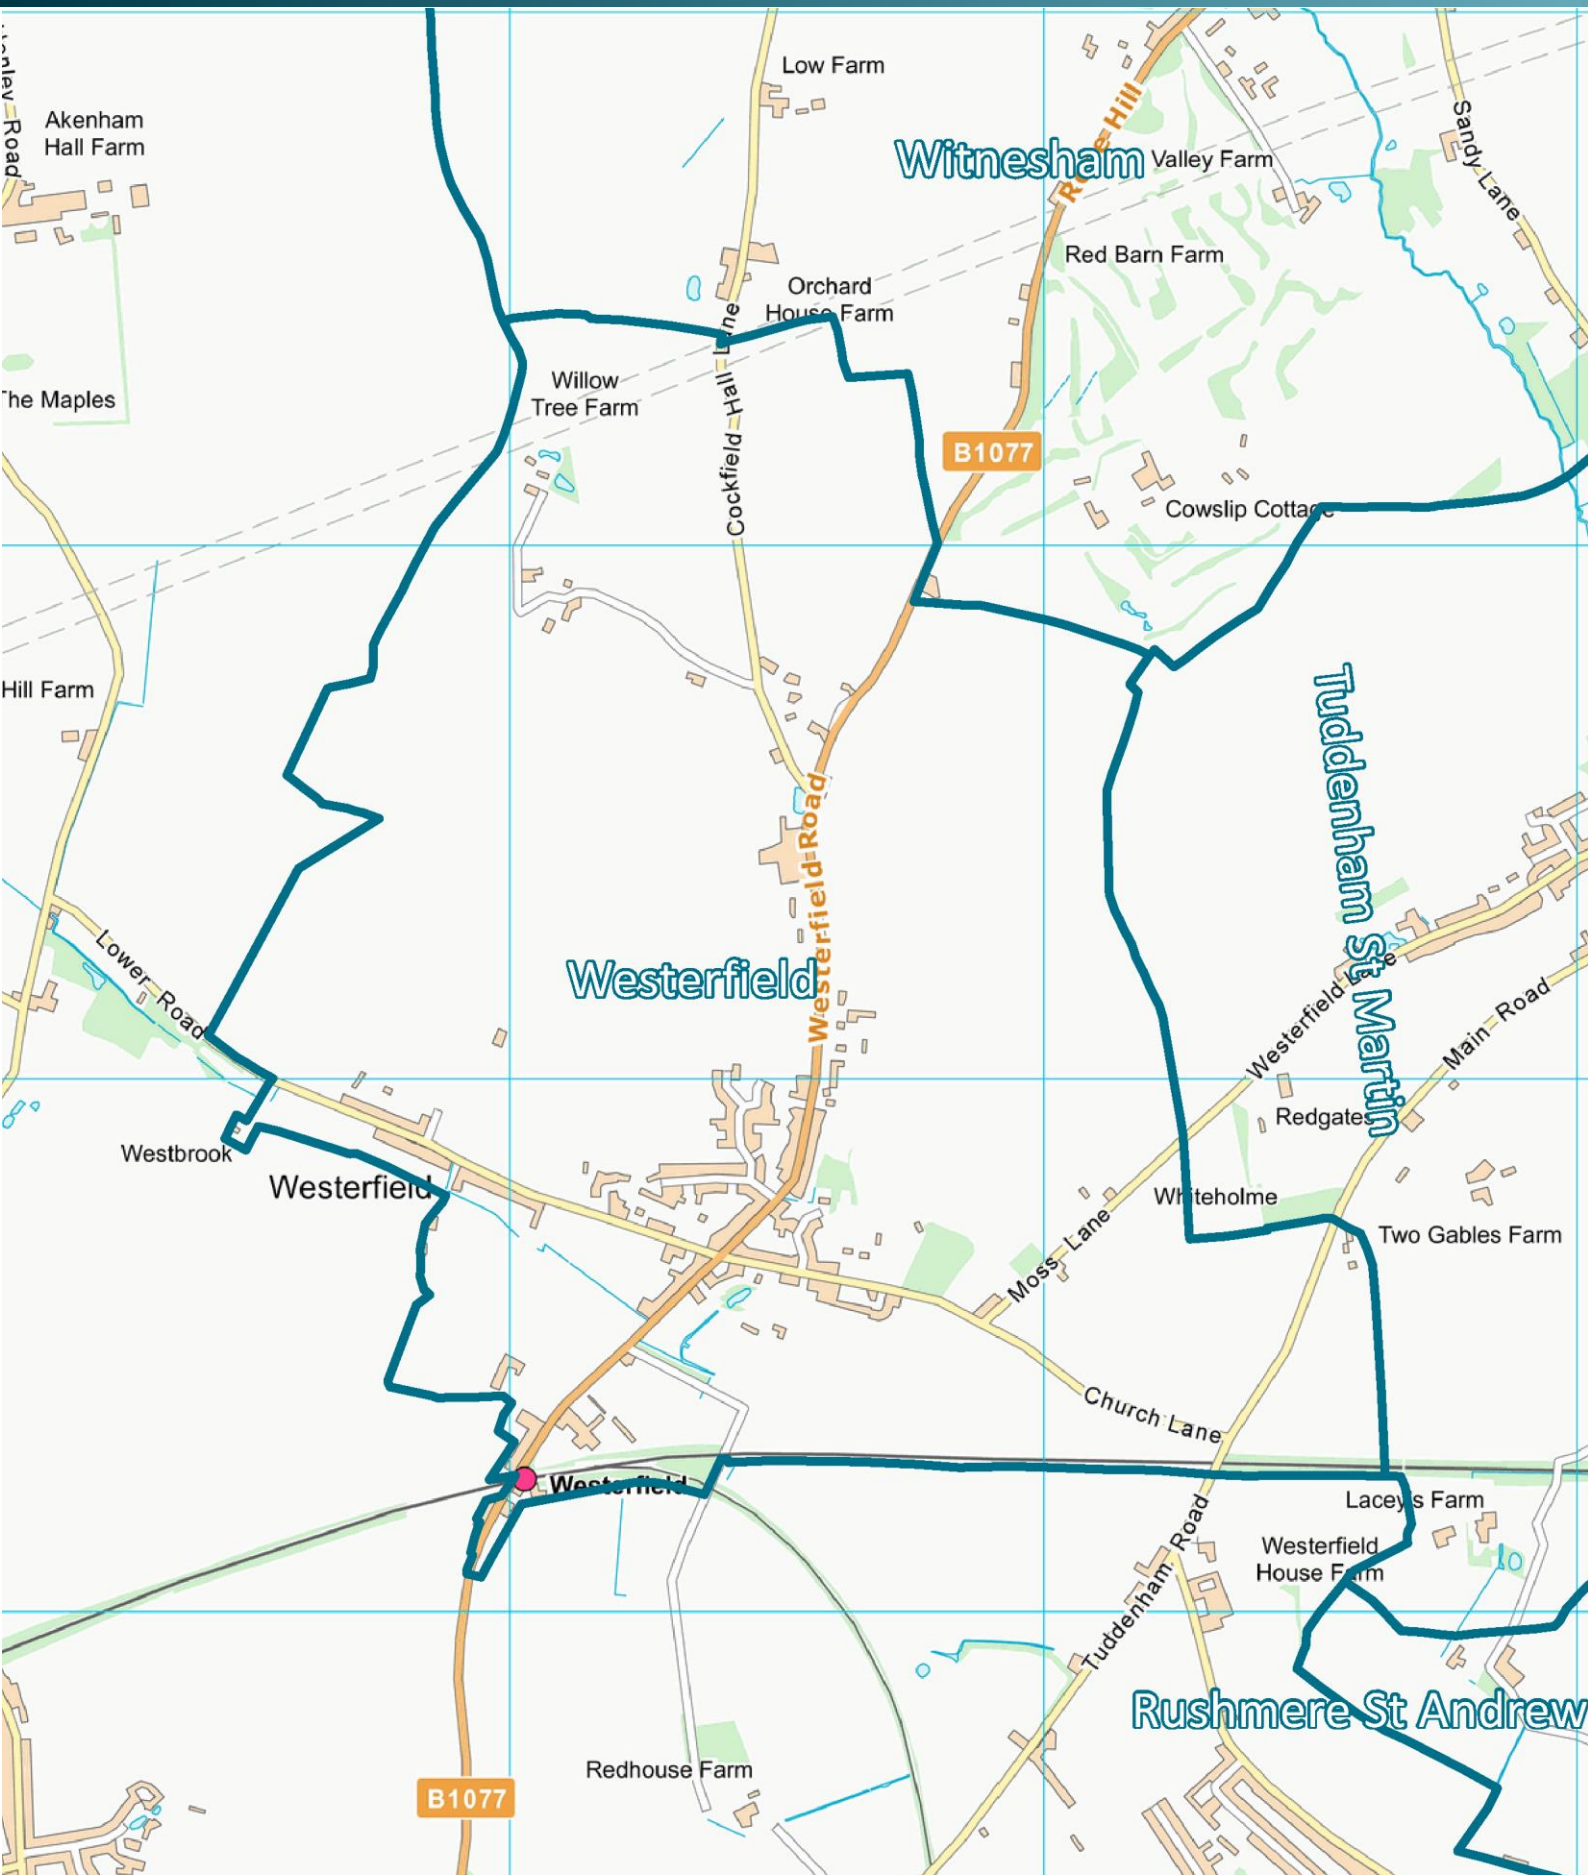 Low Farm
Akenham
Hall Farm
Road
Witnesham
Valley Farm
Sandy Lane
Red Barn Farm
Orchard
House Farm
Willow
Tree Farm
The Maples
Cockfield Hall Lane
B1077
Cowslip Cottage
Hill Farm
Tuddenham St Martin
Westerfield Road
Lower Road
Westerfield
Westerfield Lane
Main Road
Redgates
Westbrook
Westerfield
Whiteholme
Two Gables Farm
Moss Lane
Church Lane
Westerfield
Lacey's Farm
Westerfield
House Farm
Tuddenham Road
Rushmere St Andrew
Redhouse Farm
B1077